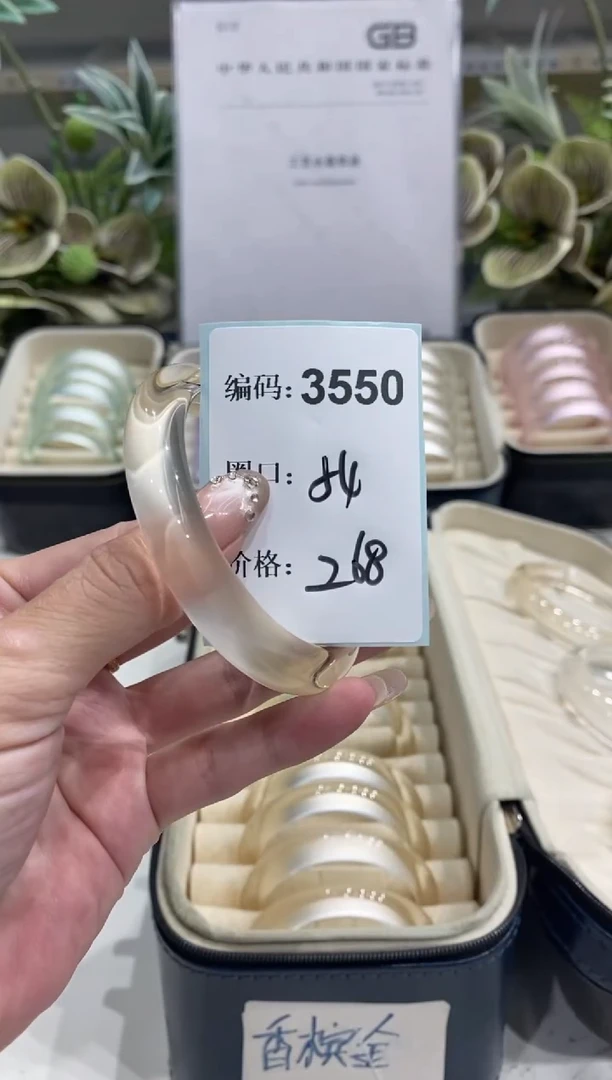 GB
中华人民共和国国家标准
编码：3550
圈口：64
价格：268
香槟金